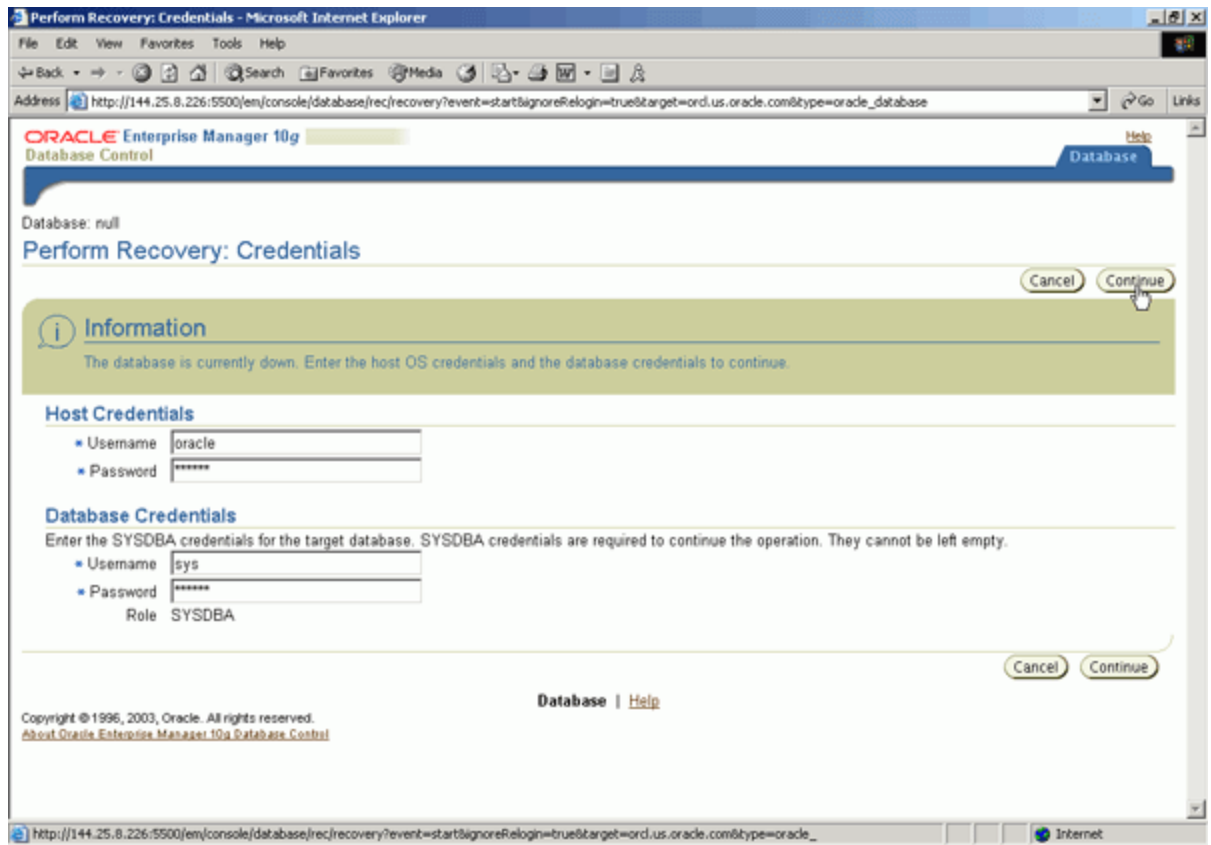 Perform Recovery: Credentials - Microsoft Internet Explorer
File Edit View Favorites Tools Help
Back Search Favorites Media
Address http://144.25.8.226:5500/em/console/database/rec/recovery?event=start&ignoreRelogin=true&target=orcl.us.oracle.com&type=oracle_database Go Links
ORACLE Enterprise Manager 10g
Help
Database Control
Database
Database: null
Perform Recovery: Credentials
Cancel Continue
i Information
The database is currently down. Enter the host OS credentials and the database credentials to continue.
Host Credentials
* Username oracle
* Password ******
Database Credentials
Enter the SYSDBA credentials for the target database. SYSDBA credentials are required to continue the operation. They cannot be left empty.
* Username sys
* Password ******
Role SYSDBA
Cancel Continue
Database | Help
Copyright © 1996, 2003, Oracle. All rights reserved.
About Oracle Enterprise Manager 10g Database Control
http://144.25.8.226:5500/em/console/database/rec/recovery?event=start&ignoreRelogin=true&target=orcl.us.oracle.com&type=oracle_ Internet